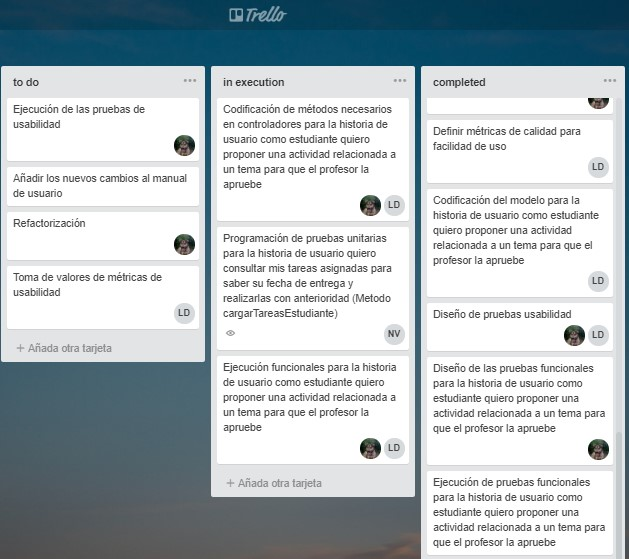 Trello
to do
Ejecución de las pruebas de
usabilidad
Añadir los nuevos cambios al manual
de usuario
Refactorización
Toma de valores de métricas de
usabilidad
LD
+ Añada otra tarjeta
in execution
Codificación de métodos necesarios
en controladores para la historia de
usuario como estudiante quiero
proponer una actividad relacionada a
un tema para que el profesor la
apruebe
LD
Programación de pruebas unitarias
para la historia de usuario quiero
consultar mis tareas asignadas para
saber su fecha de entrega y
realizarlas con anterioridad (Metodo
cargarTareasEstudiante)
NV
Ejecución funcionales para la historia
de usuario como estudiante quiero
proponer una actividad relacionada a
un tema para que el profesor la
apruebe
LD
+ Añada otra tarjeta
completed
Definir métricas de calidad para
facilidad de uso
LD
Codificación del modelo para la
historia de usuario como estudiante
quiero proponer una actividad
relacionada a un tema para que el
profesor la apruebe
LD
Diseño de pruebas usabilidad
LD
Diseño de las pruebas funcionales
para la historia de usuario como
estudiante quiero proponer una
actividad relacionada a un tema para
que el profesor la apruebe
Ejecución de pruebas funcionales
para la historia de usuario como
estudiante quiero proponer una
actividad relacionada a un tema para
que el profesor la apruebe